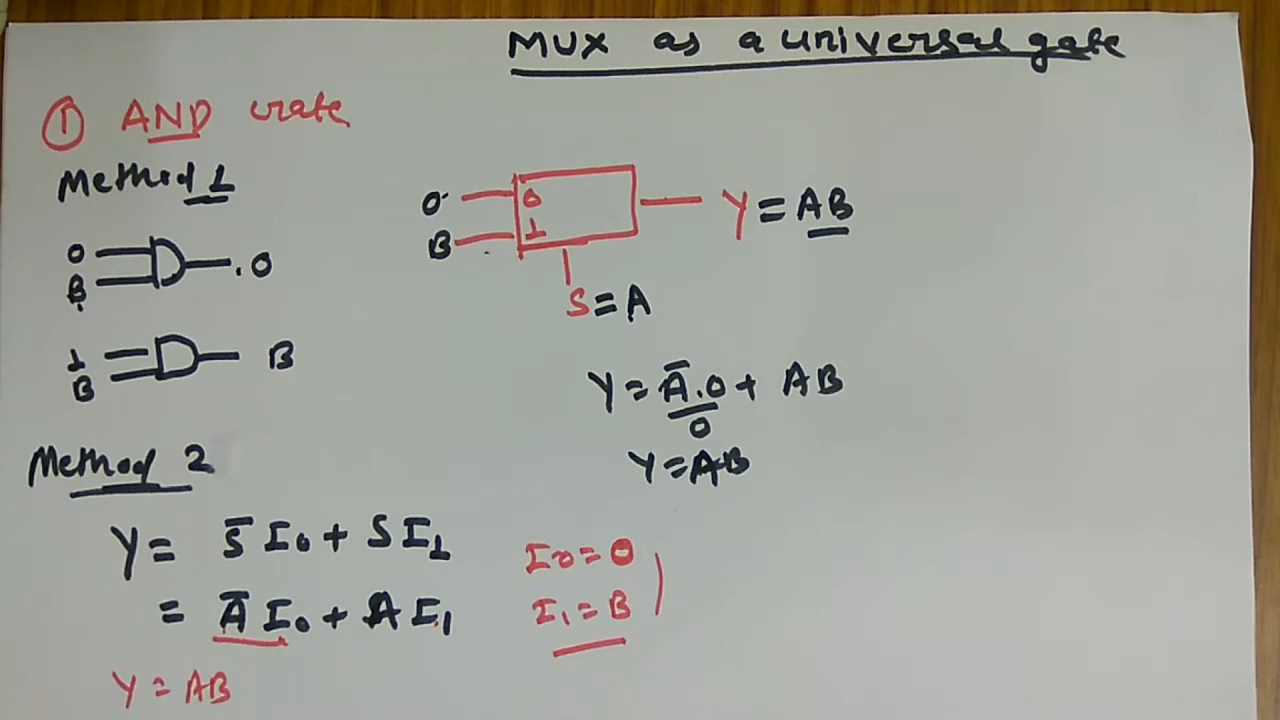 MUX as a universal gate
① AND Gate
Method 1
0
B
.0
1
B
B
0 0
B 1
Y = AB
S = A
Y = Ā.0 + AB
0
Y = AB
Method 2
Y = S̄ I₀ + S I₁
= Ā I₀ + A I₁
Y = AB
I₀ = 0
I₁ = B